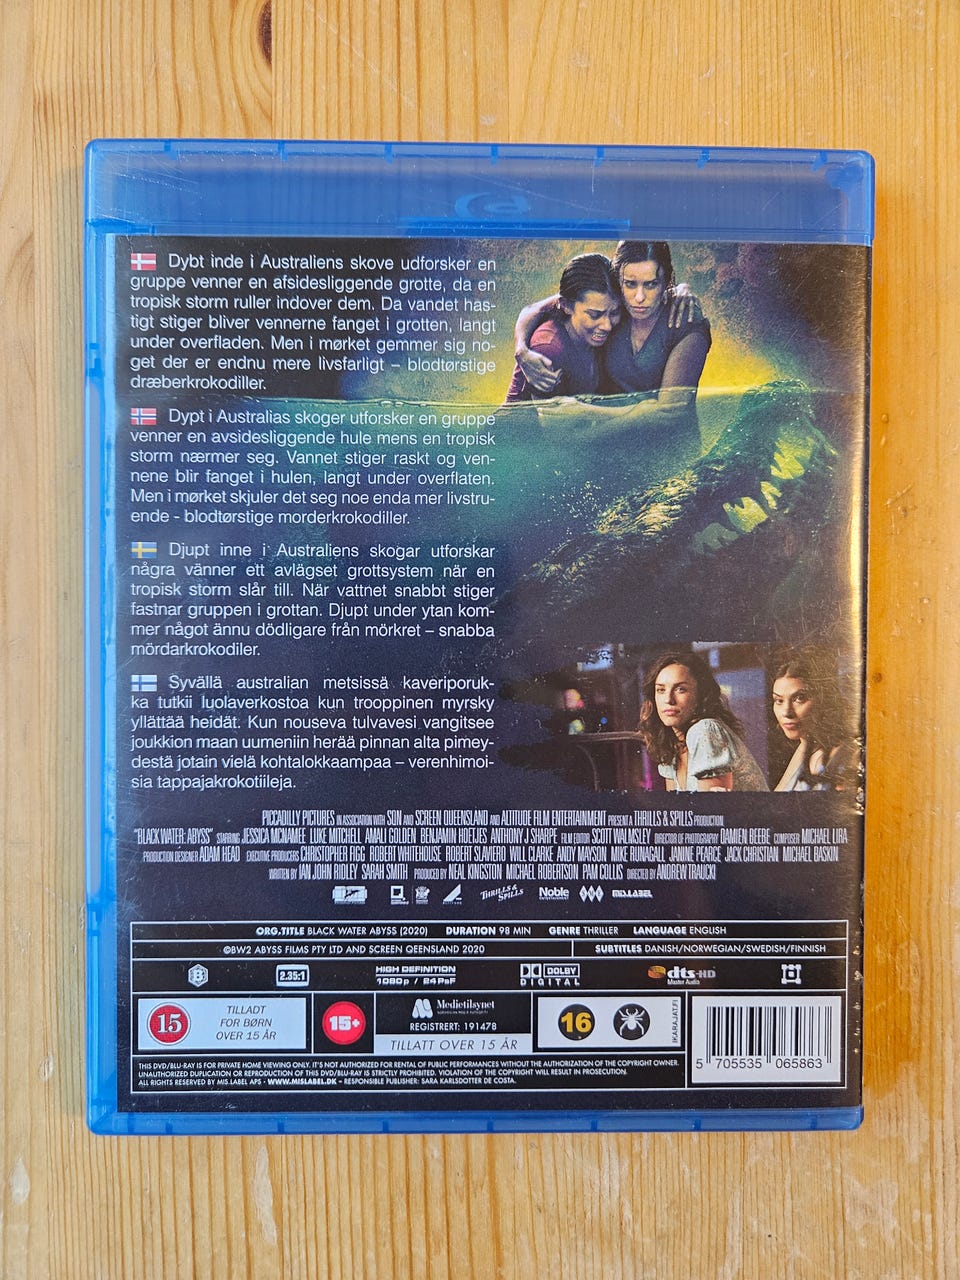 Dybt inde i Australiens skove udforsker en
gruppe venner en afsidesliggende grotte, da en
tropisk storm ruller indover dem. Da vandet has-
tigt stiger bliver vennerne fanget i grotten, langt
under overfladen. Men i mørket gemmer sig no-
get der er endnu mere livsfarligt – blodtørstige
dræberkrokodiller.
Dypt i Australias skoger utforsker en gruppe
venner en avsidesliggende hule mens en tropisk
storm nærmer seg. Vannet stiger raskt og ven-
nene blir fanget i hulen, langt under overflaten.
Men i mørket skjuler det seg noe enda mer livstru-
ende - blodtørstige morderkrokodiller.
Djupt inne i Australiens skogar utforskar
några vänner ett avlägset grottsystem när en
tropisk storm slår till. När vattnet snabbt stiger
fastnar gruppen i grottan. Djupt under ytan kom-
mer något ännu dödligare från mörkret – snabba
mördarkrokodiler.
Syvällä australian metsissä kaveriporuk-
ka tutkii luolaverkostoa kun trooppinen myrsky
yllättää heidät. Kun nouseva tulvavesi vangitsee
joukkion maan uumeniin herää pinnan alta pimey-
destä jotain vielä kohtalokkaampaa – verenhimoi-
sia tappajakrokotiileja.
PICCADILLY PICTURES IN ASSOCIATION WITH SON AND SCREEN QUEENSLAND AND ALTITUDE FILM ENTERTAINMENT PRESENT A THRILLS & SPILLS PRODUCTION
"BLACK WATER: ABYSS" STARRING JESSICA MCNAMEE LUKE MITCHELL AMALI GOLDEN BENJAMIN HOETJES ANTHONY J SHARPE FILM EDITOR SCOTT WALMSLEY DIRECTOR OF PHOTOGRAPHY DAMIEN BEEBE COMPOSER MICHAEL LIRA
PRODUCTION DESIGNER ADAM HEAD EXECUTIVE PRODUCERS CHRISTOPHER FIGG ROBERT WHITEHOUSE ROBERT SLAVIERO WILL CLARKE ANDY MAYSON MIKE RUNAGALL JANINE PEARCE JACK CHRISTIAN MICHAEL BASKIN
WRITTEN BY IAN JOHN RIDLEY SARAH SMITH PRODUCED BY NEAL KINGSTON MICHAEL ROBERTSON PAM COLLIS DIRECTED BY ANDREW TRAUCKI
THRILLS & SPILLS Noble ENTERTAINMENT MIS.LABEL
ORG.TITLE BLACK WATER ABYSS (2020) DURATION 98 MIN GENRE THRILLER LANGUAGE ENGLISH
©BW2 ABYSS FILMS PTY LTD AND SCREEN QEENSLAND 2020 SUBTITLES DANISH/NORWEGIAN/SWEDISH/FINNISH
B 2.35:1 HIGH DEFINITION 1080p / 24PsF DOLBY DIGITAL dts-HD Master Audio
15 TILLADT FOR BØRN OVER 15 ÅR
15+ Medietilsynet
REGISTRERT: 191478
TILLATT OVER 15 ÅR
16 IKARAJAT.FI
5 705535 065863
THIS DVD/BLU-RAY IS FOR PRIVATE HOME VIEWING ONLY. IT'S NOT AUTHORIZED FOR RENTAL OF PUBLIC PERFORMANCES WITHOUT THE AUTHORIZATION OF THE COPYRIGHT OWNER.
UNAUTHORIZED DUPLICATION OR REPRODUCTION OF THIS DVD/BLU-RAY IS STRICTLY PROHIBITED. VIOLATION OF COPYRIGHT WILL RESULT IN PROSECUTION.
ALL RIGHTS RESERVED BY MIS.LABEL APS - WWW.MISLABEL.DK – RESPONSIBLE PUBLISHER: SARA KARLSDOTTER DE COSTA.